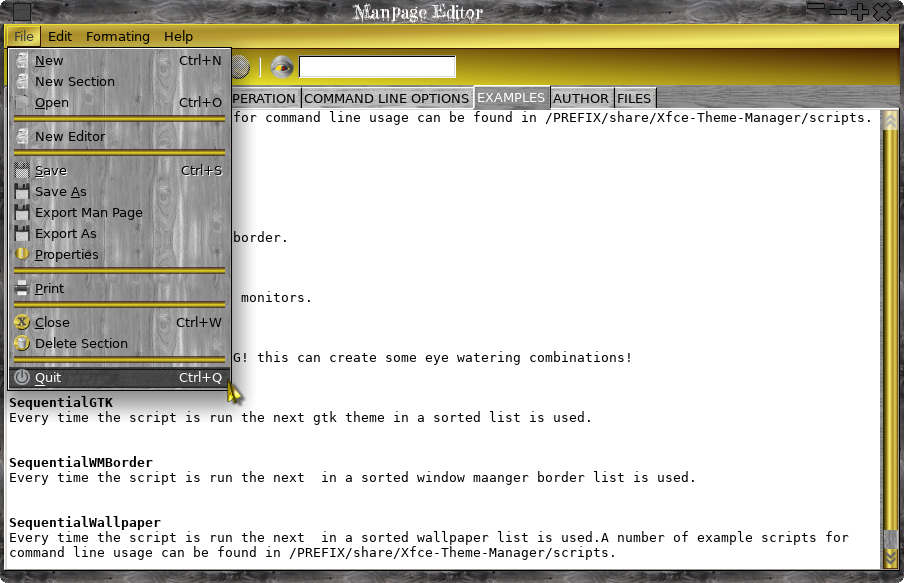 ManPage Editor
File Edit Formating Help
New Ctrl+N
New Section
Open Ctrl+O
New Editor
Save Ctrl+S
Save As
Export Man Page
Export As
Properties
Print
Close Ctrl+W
Delete Section
Quit Ctrl+Q
PERATION COMMAND LINE OPTIONS EXAMPLES AUTHOR FILES
for command line usage can be found in /PREFIX/share/Xfce-Theme-Manager/scripts.
border.
monitors.
G! this can create some eye watering combinations!
SequentialGTK
Every time the script is run the next gtk theme in a sorted list is used.
SequentialWMBorder
Every time the script is run the next  in a sorted window maanger border list is used.
SequentialWallpaper
Every time the script is run the next  in a sorted wallpaper list is used.A number of example scripts for
command line usage can be found in /PREFIX/share/Xfce-Theme-Manager/scripts.